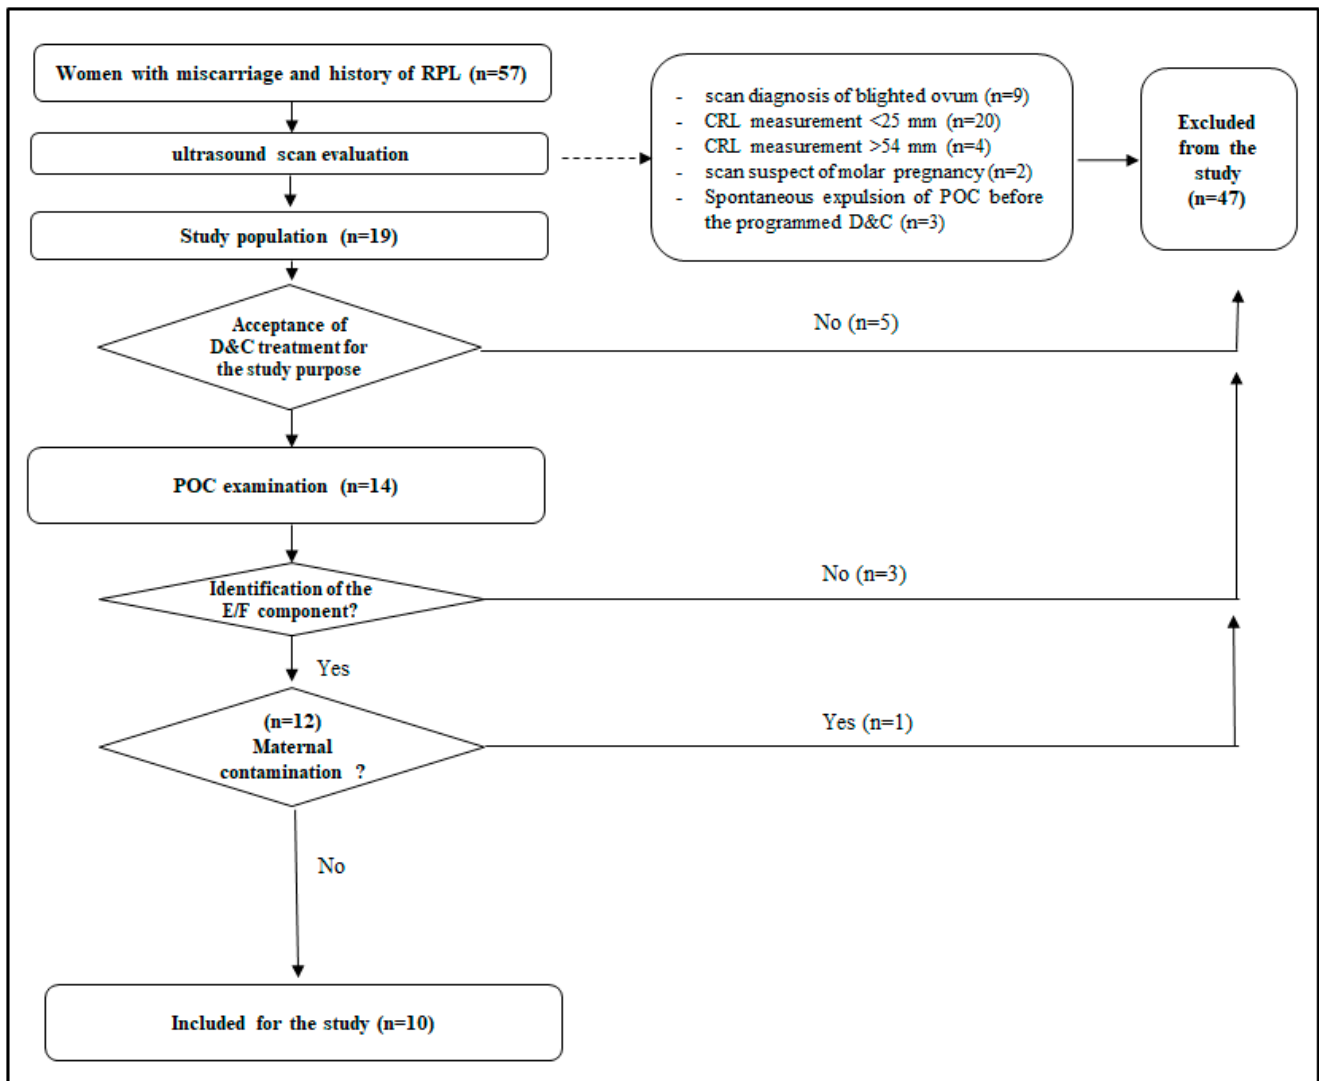 Women with miscarriage and history of RPL (n=57)
ultrasound scan evaluation
Study population (n=19)
- scan diagnosis of blighted ovum (n=9)
- CRL measurement <25 mm (n=20)
- CRL measurement >54 mm (n=4)
- scan suspect of molar pregnancy (n=2)
- Spontaneous expulsion of POC before
the programmed D&C (n=3)
Excluded
from the
study
(n=47)
Acceptance of
D&C treatment for
the study purpose
No (n=5)
POC examination (n=14)
Identification of the
E/F component?
No (n=3)
Yes
(n=12)
Maternal
contamination ?
Yes (n=1)
No
Included for the study (n=10)